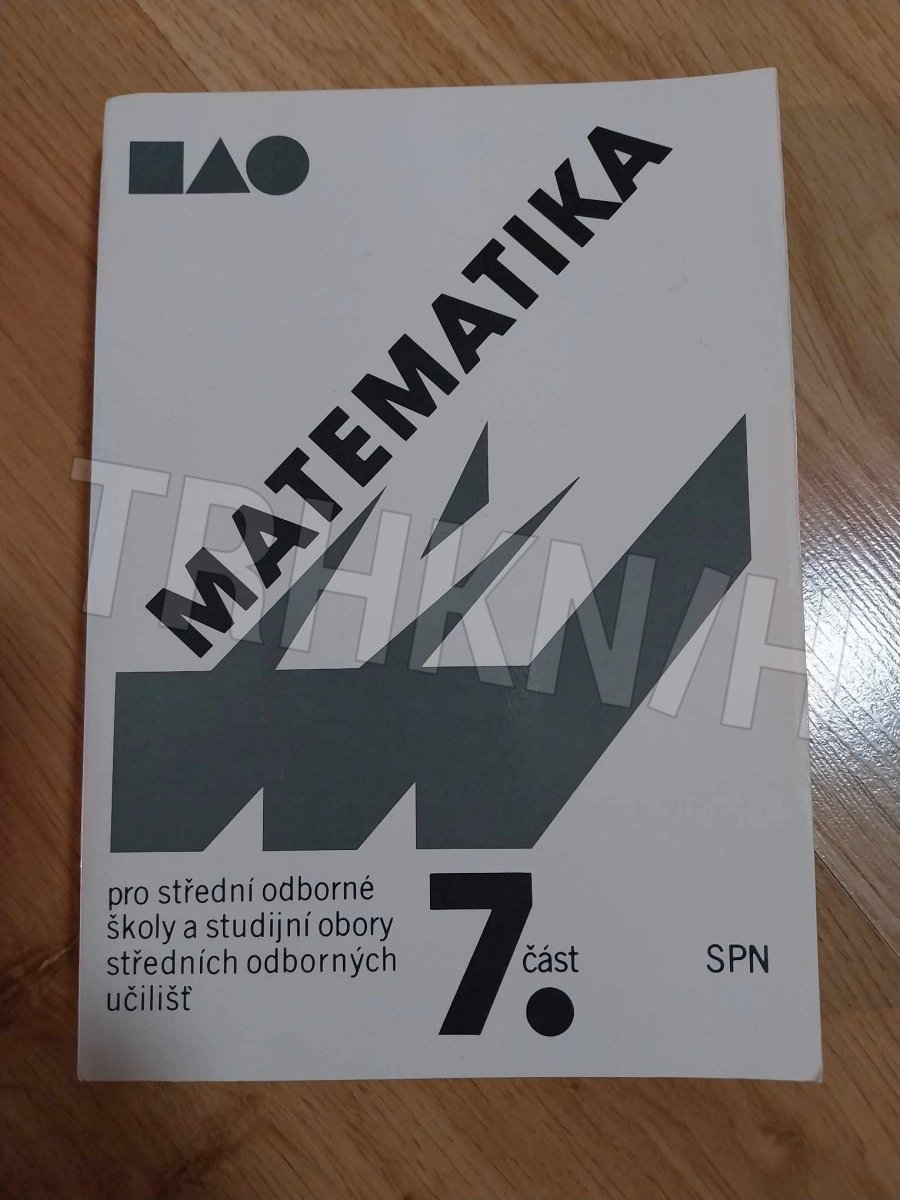 MATEMATIKA
TRHKNIH
pro střední odborné
školy a studijní obory
středních odborných
učilišť
7.
část
SPN